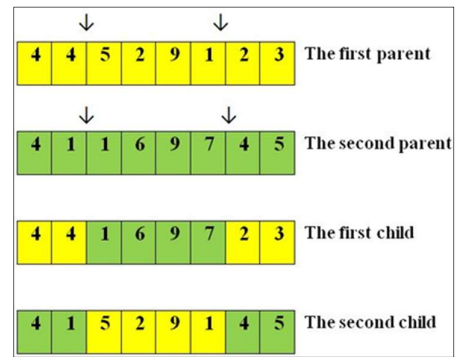 4 4 5 2 9 1 2 3 The first parent
4 1 1 6 9 7 4 5 The second parent
4 4 1 6 9 7 2 3 The first child
4 1 5 2 9 1 4 5 The second child